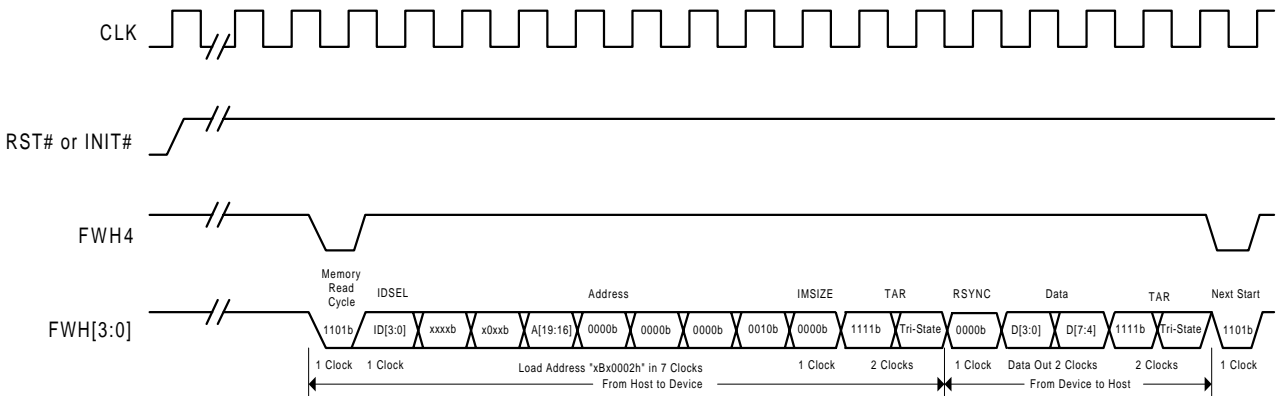 CLK
RST# or INIT#
FWH4
Memory
Read
Cycle
IDSEL
Address
IMSIZE
TAR
RSYNC
Data
TAR
Next Start
FWH[3:0]
1101b
ID[3:0]
xxxxb
x0xxb
A[19:16]
0000b
0000b
0000b
0010b
0000b
1111b
Tri-State
0000b
D[3:0]
D[7:4]
1111b
Tri-State
1101b
1 Clock
1 Clock
Load Address "xBx0002h" in 7 Clocks
1 Clock
2 Clocks
1 Clock
Data Out 2 Clocks
2 Clocks
1 Clock
From Host to Device
From Device to Host